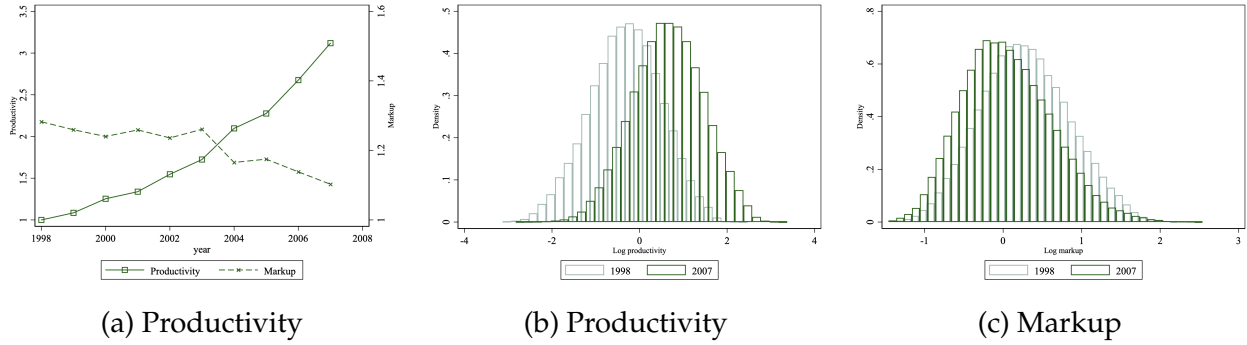 3.5
3
2.5
2
1.5
1
Productivity
1.6
1.4
1.2
1
Markup
1998 2000 2002 2004 2006 2008
year
Productivity Markup
(a) Productivity
.5
.4
.3
.2
.1
0
Density
-4 -2 0 2 4
Log productivity
1998 2007
(b) Productivity
.8
.6
.4
.2
0
Density
-1 0 1 2 3
Log markup
1998 2007
(c) Markup